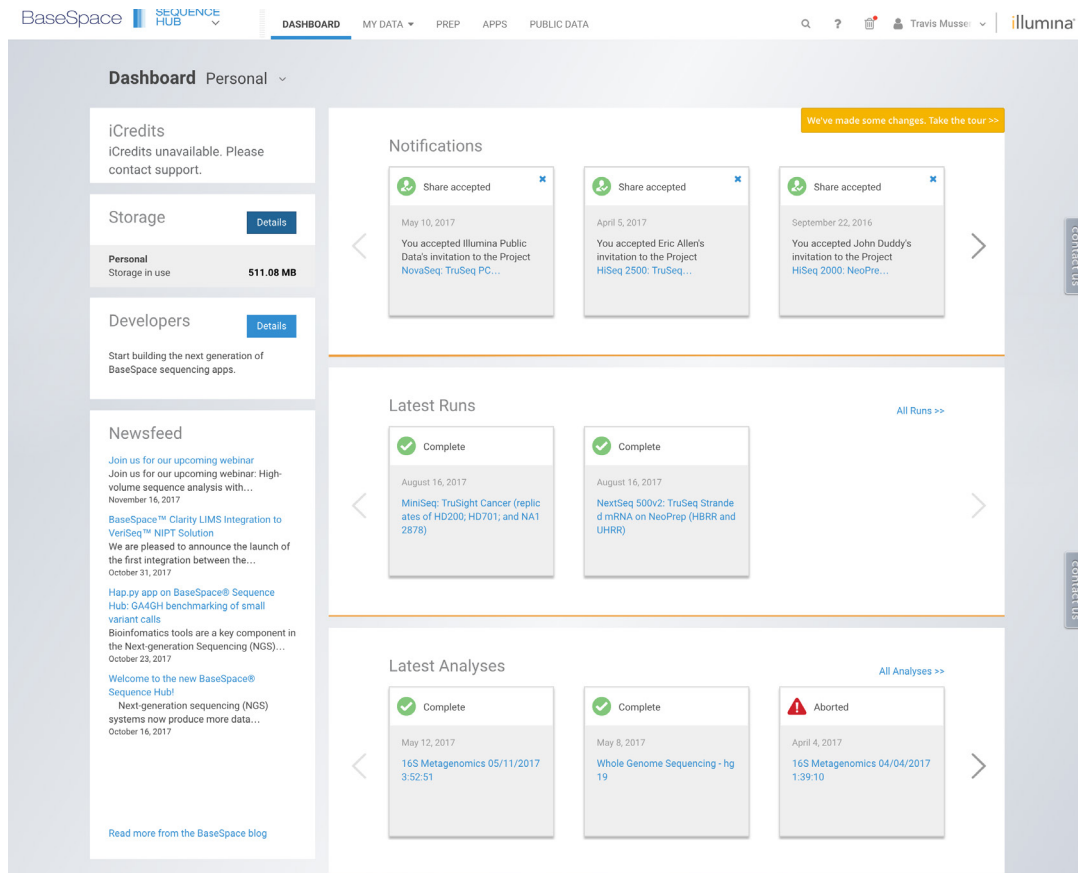 BaseSpace SEQUENCE HUB
DASHBOARD MY DATA PREP APPS PUBLIC DATA
? Travis Musser illumina®
Dashboard Personal
iCredits
iCredits unavailable. Please
contact support.
Storage
Details
Personal
Storage in use 511.08 MB
Developers
Details
Start building the next generation of
BaseSpace sequencing apps.
Newsfeed
Join us for our upcoming webinar
Join us for our upcoming webinar: High-
volume sequence analysis with...
November 16, 2017
BaseSpace™ Clarity LIMS Integration to
VeriSeq™ NIPT Solution
We are pleased to announce the launch of
the first integration between the...
October 31, 2017
Hap.py app on BaseSpace® Sequence
Hub: GA4GH benchmarking of small
variant calls
Bioinfomatics tools are a key component in
the Next-generation Sequencing (NGS)...
October 23, 2017
Welcome to the new BaseSpace®
Sequence Hub!
Next-generation sequencing (NGS)
systems now produce more data...
October 16, 2017
Read more from the BaseSpace blog
We've made some changes. Take the tour >>
Notifications
Share accepted
May 10, 2017
You accepted Illumina Public
Data's invitation to the Project
NovaSeq: TruSeq PC...
Share accepted
April 5, 2017
You accepted Eric Allen's
invitation to the Project
HiSeq 2500: TruSeq...
Share accepted
September 22, 2016
You accepted John Duddy's
invitation to the Project
HiSeq 2000: NeoPre...
Latest Runs
All Runs >>
Complete
August 16, 2017
MiniSeq: TruSight Cancer (replic
ates of HD200; HD701; and NA1
2878)
Complete
August 16, 2017
NextSeq 500v2: TruSeq Strande
d mRNA on NeoPrep (HBRR and
UHRR)
Latest Analyses
All Analyses >>
Complete
May 12, 2017
16S Metagenomics 05/11/2017
3:52:51
Complete
May 8, 2017
Whole Genome Sequencing - hg
19
Aborted
April 4, 2017
16S Metagenomics 04/04/2017
1:39:10
contact us
contact us